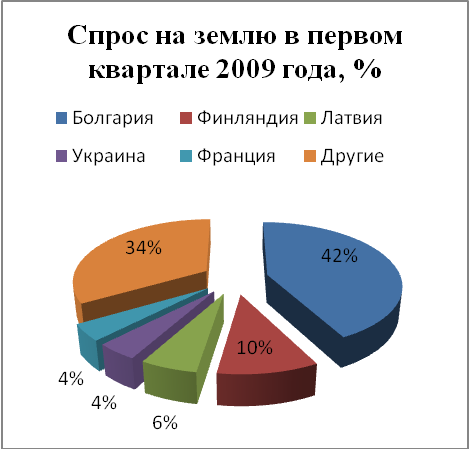 Спрос на землю в первом
квартале 2009 года, %
Болгария Финляндия Латвия
Украина Франция Другие
34%
42%
10%
4%
4%
6%